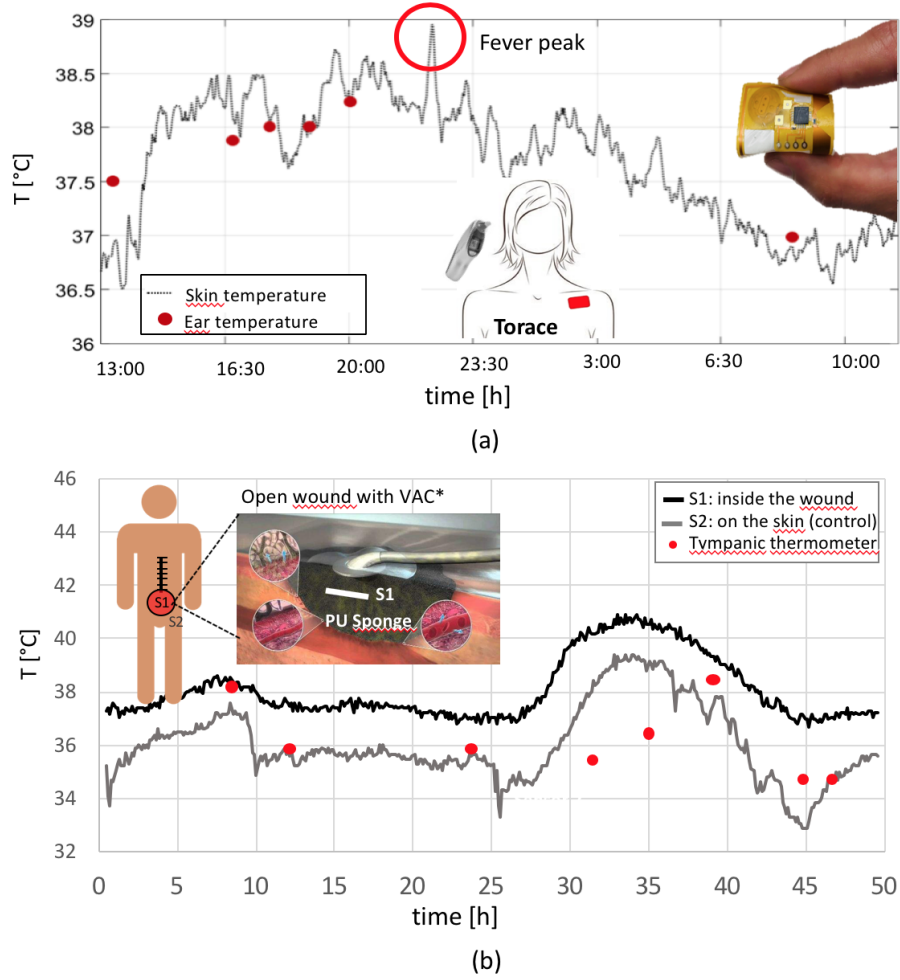 39
Fever peak
38.5
38
37.5
37
36.5
36
T [°C]
Skin temperature
Ear temperature
Torace
13:00 16:30 20:00 23:30 3:00 6:30 10:00
time [h]
(a)
46
44
42
40
38
36
34
32
T [°C]
Open wound with VAC*
S1: inside the wound
S2: on the skin (control)
Tympanic thermometer
S1
S2
S1
PU Sponge
0 5 10 15 20 25 30 35 40 45 50
time [h]
(b)